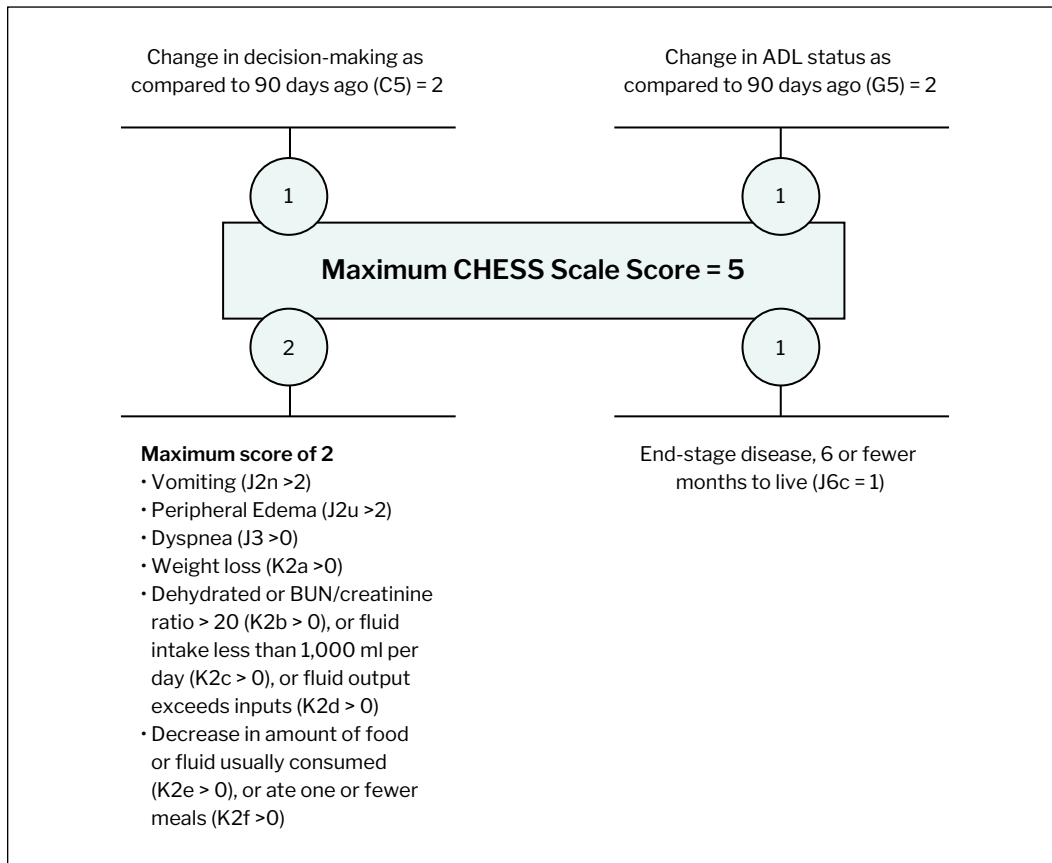 Change in decision-making as
compared to 90 days ago (C5) = 2
Change in ADL status as
compared to 90 days ago (G5) = 2
1
1
Maximum CHESS Scale Score = 5
2
1
Maximum score of 2
• Vomiting (J2n >2)
• Peripheral Edema (J2u >2)
• Dyspnea (J3 >0)
• Weight loss (K2a >0)
• Dehydrated or BUN/creatinine
ratio > 20 (K2b > 0), or fluid
intake less than 1,000 ml per
day (K2c > 0), or fluid output
exceeds inputs (K2d > 0)
• Decrease in amount of food
or fluid usually consumed
(K2e > 0), or ate one or fewer
meals (K2f >0)
End-stage disease, 6 or fewer
months to live (J6c = 1)